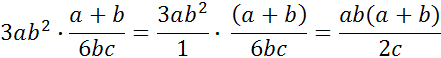 3ab² · (a + b)/(6bc) = (3ab²)/1 · (a + b)/(6bc) = (ab(a + b))/(2c)